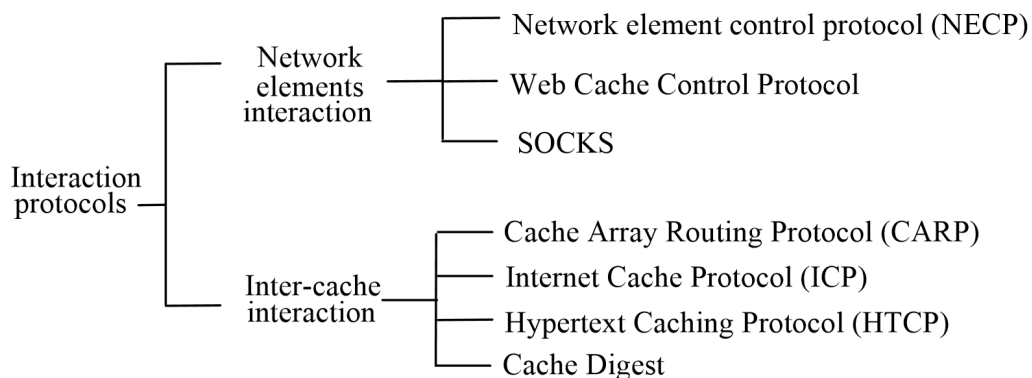 Network element control protocol (NECP)
Network
elements
interaction
Web Cache Control Protocol
SOCKS
Interaction
protocols
Cache Array Routing Protocol (CARP)
Inter-cache
interaction
Internet Cache Protocol (ICP)
Hypertext Caching Protocol (HTCP)
Cache Digest